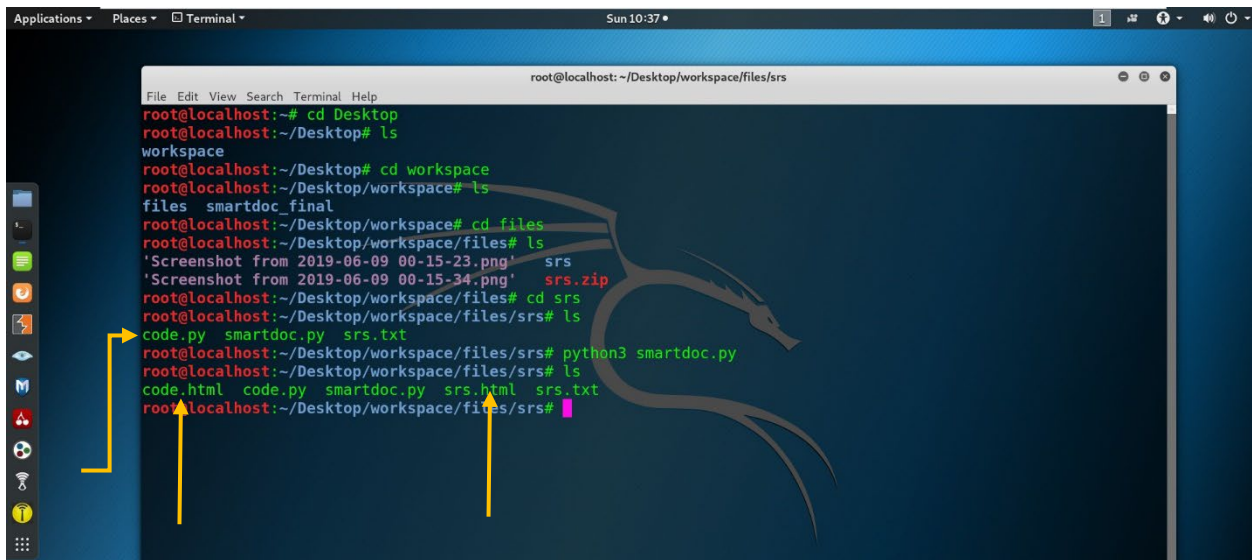 Applications Places Terminal Sun 10:37 1
root@localhost: ~/Desktop/workspace/files/srs
File Edit View Search Terminal Help
root@localhost:~# cd Desktop
root@localhost:~/Desktop# ls
workspace
root@localhost:~/Desktop# cd workspace
root@localhost:~/Desktop/workspace# ls
files smartdoc_final
root@localhost:~/Desktop/workspace# cd files
root@localhost:~/Desktop/workspace/files# ls
'Screenshot from 2019-06-09 00-15-23.png' srs
'Screenshot from 2019-06-09 00-15-34.png' srs.zip
root@localhost:~/Desktop/workspace/files# cd srs
root@localhost:~/Desktop/workspace/files/srs# ls
code.py smartdoc.py srs.txt
root@localhost:~/Desktop/workspace/files/srs# python3 smartdoc.py
root@localhost:~/Desktop/workspace/files/srs# ls
code.html code.py smartdoc.py srs.html srs.txt
root@localhost:~/Desktop/workspace/files/srs#